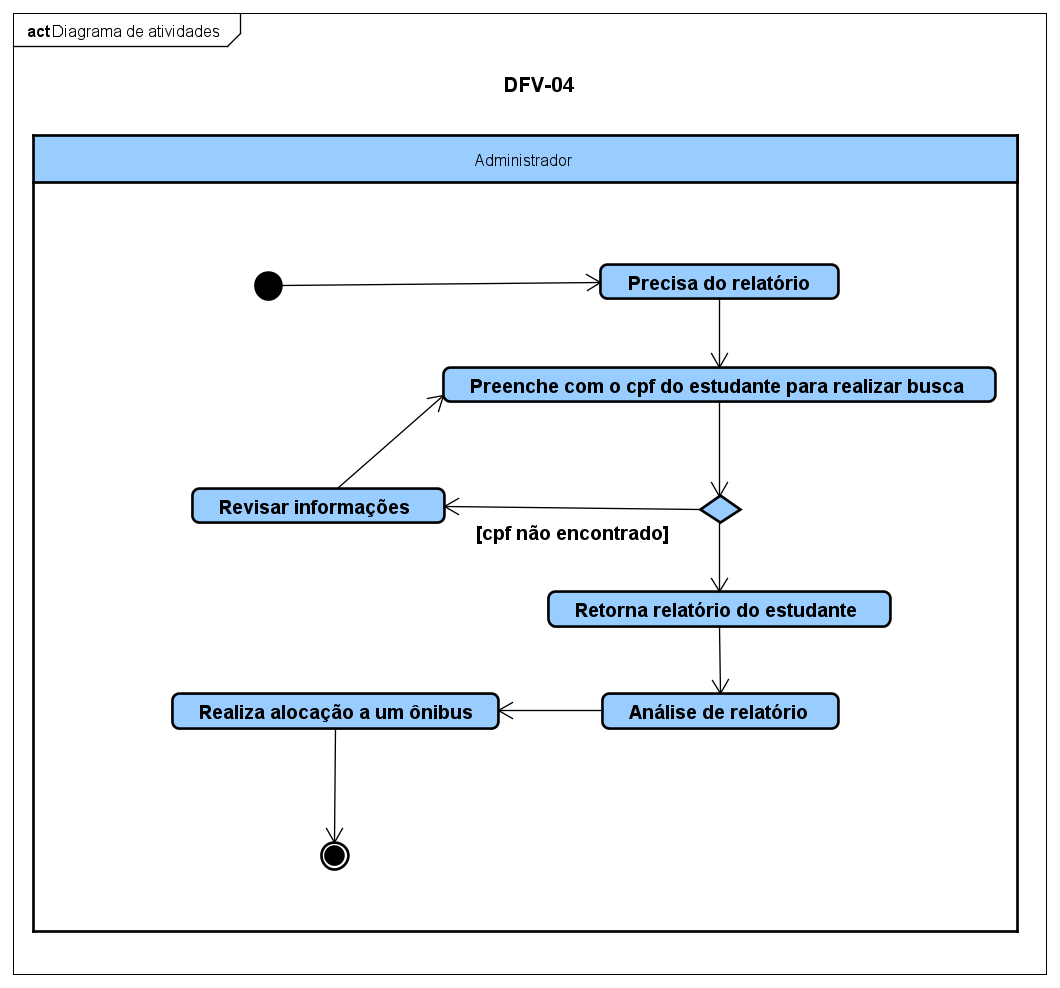 act Diagrama de atividades
DFV-04
Administrador
Precisa do relatório
Preenche com o cpf do estudante para realizar busca
Revisar informações
[cpf não encontrado]
Retorna relatório do estudante
Realiza alocação a um ônibus
Análise de relatório